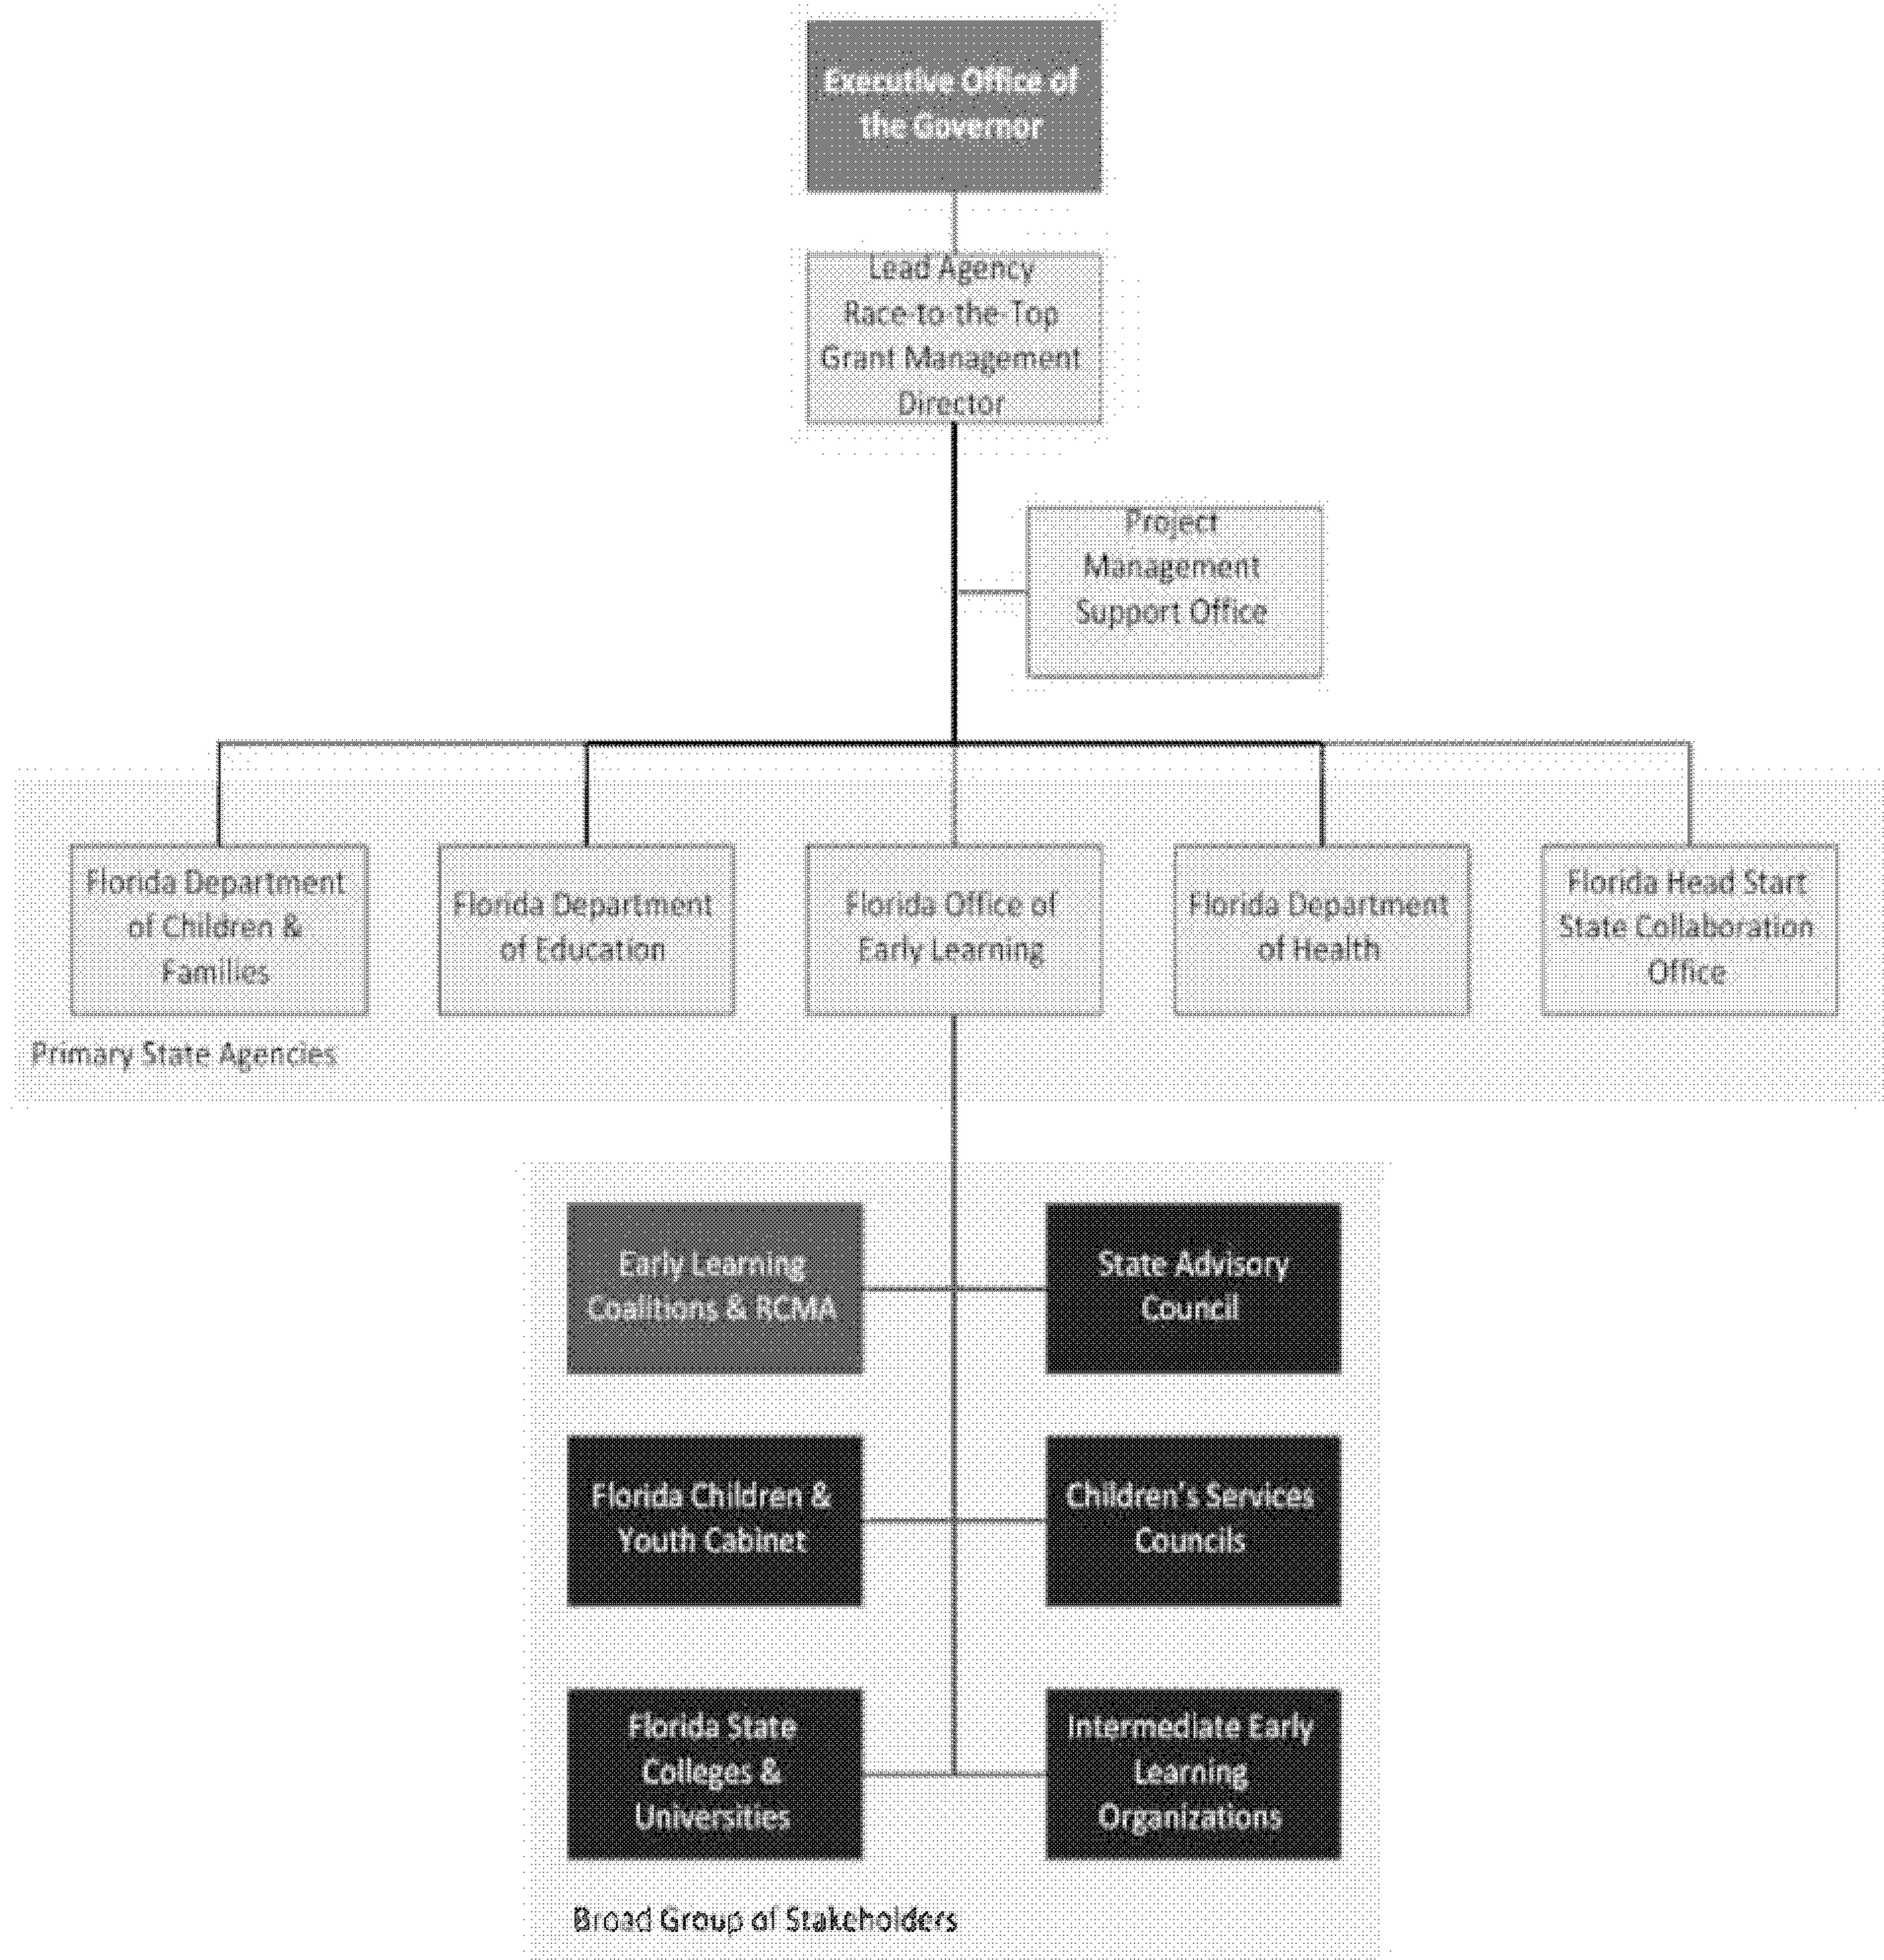 Executive Office of
the Governor
Lead Agency
Race-to-the-Top
Grant Management
Director
Project
Management
Support Office
Florida Department
of Children &
Families
Florida Department
of Education
Florida Office of
Early Learning
Florida Department
of Health
Florida Head Start
State Collaboration
Office
Primary State Agencies
Early Learning
Coalitions & RCMA
State Advisory
Council
Florida Children &
Youth Cabinet
Children's Services
Councils
Florida State
Colleges &
Universities
Intermediate Early
Learning
Organizations
Broad Group of Stakeholders